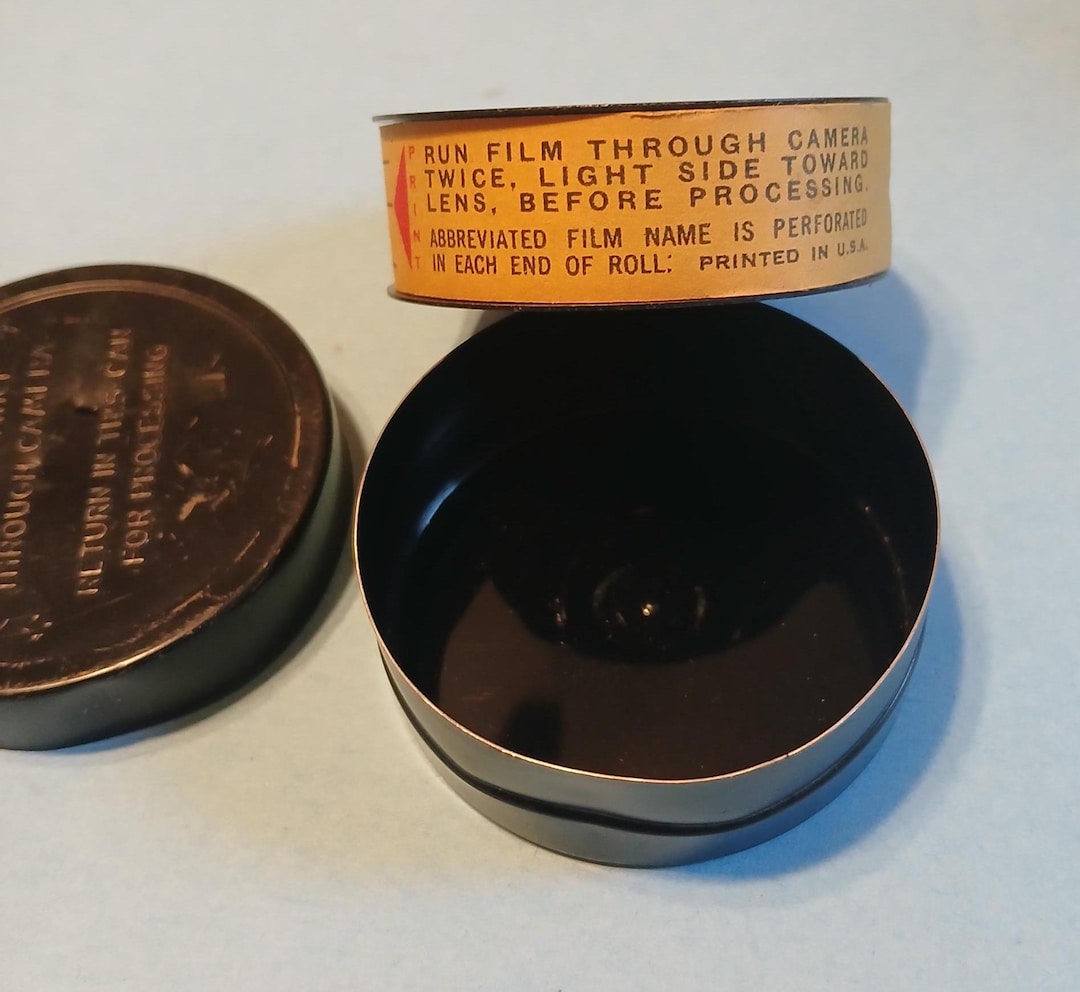 PRINT
RUN FILM THROUGH CAMERA
TWICE, LIGHT SIDE TOWARD
LENS, BEFORE PROCESSING.
ABBREVIATED FILM NAME IS PERFORATED
IN EACH END OF ROLL. PRINTED IN U.S.A.
THROUGH CAMERA
RETURN IN THIS CAN
FOR PROCESSING